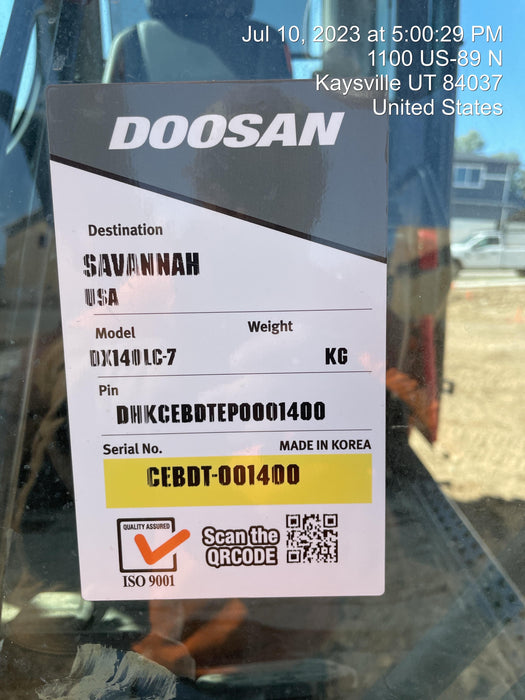 Jul 10, 2023 at 5:00:29 PM
1100 US-89 N
Kaysville UT 84037
United States
DOOSAN
Destination
SAVANNAH
USA
Model Weight
DX140LC-7 KG
Pin
DHKCEBDTEP0001400
Serial No. MADE IN KOREA
CEBDT-001400
QUALITY ASSURED
ISO 9001
Scan the
QRCODE